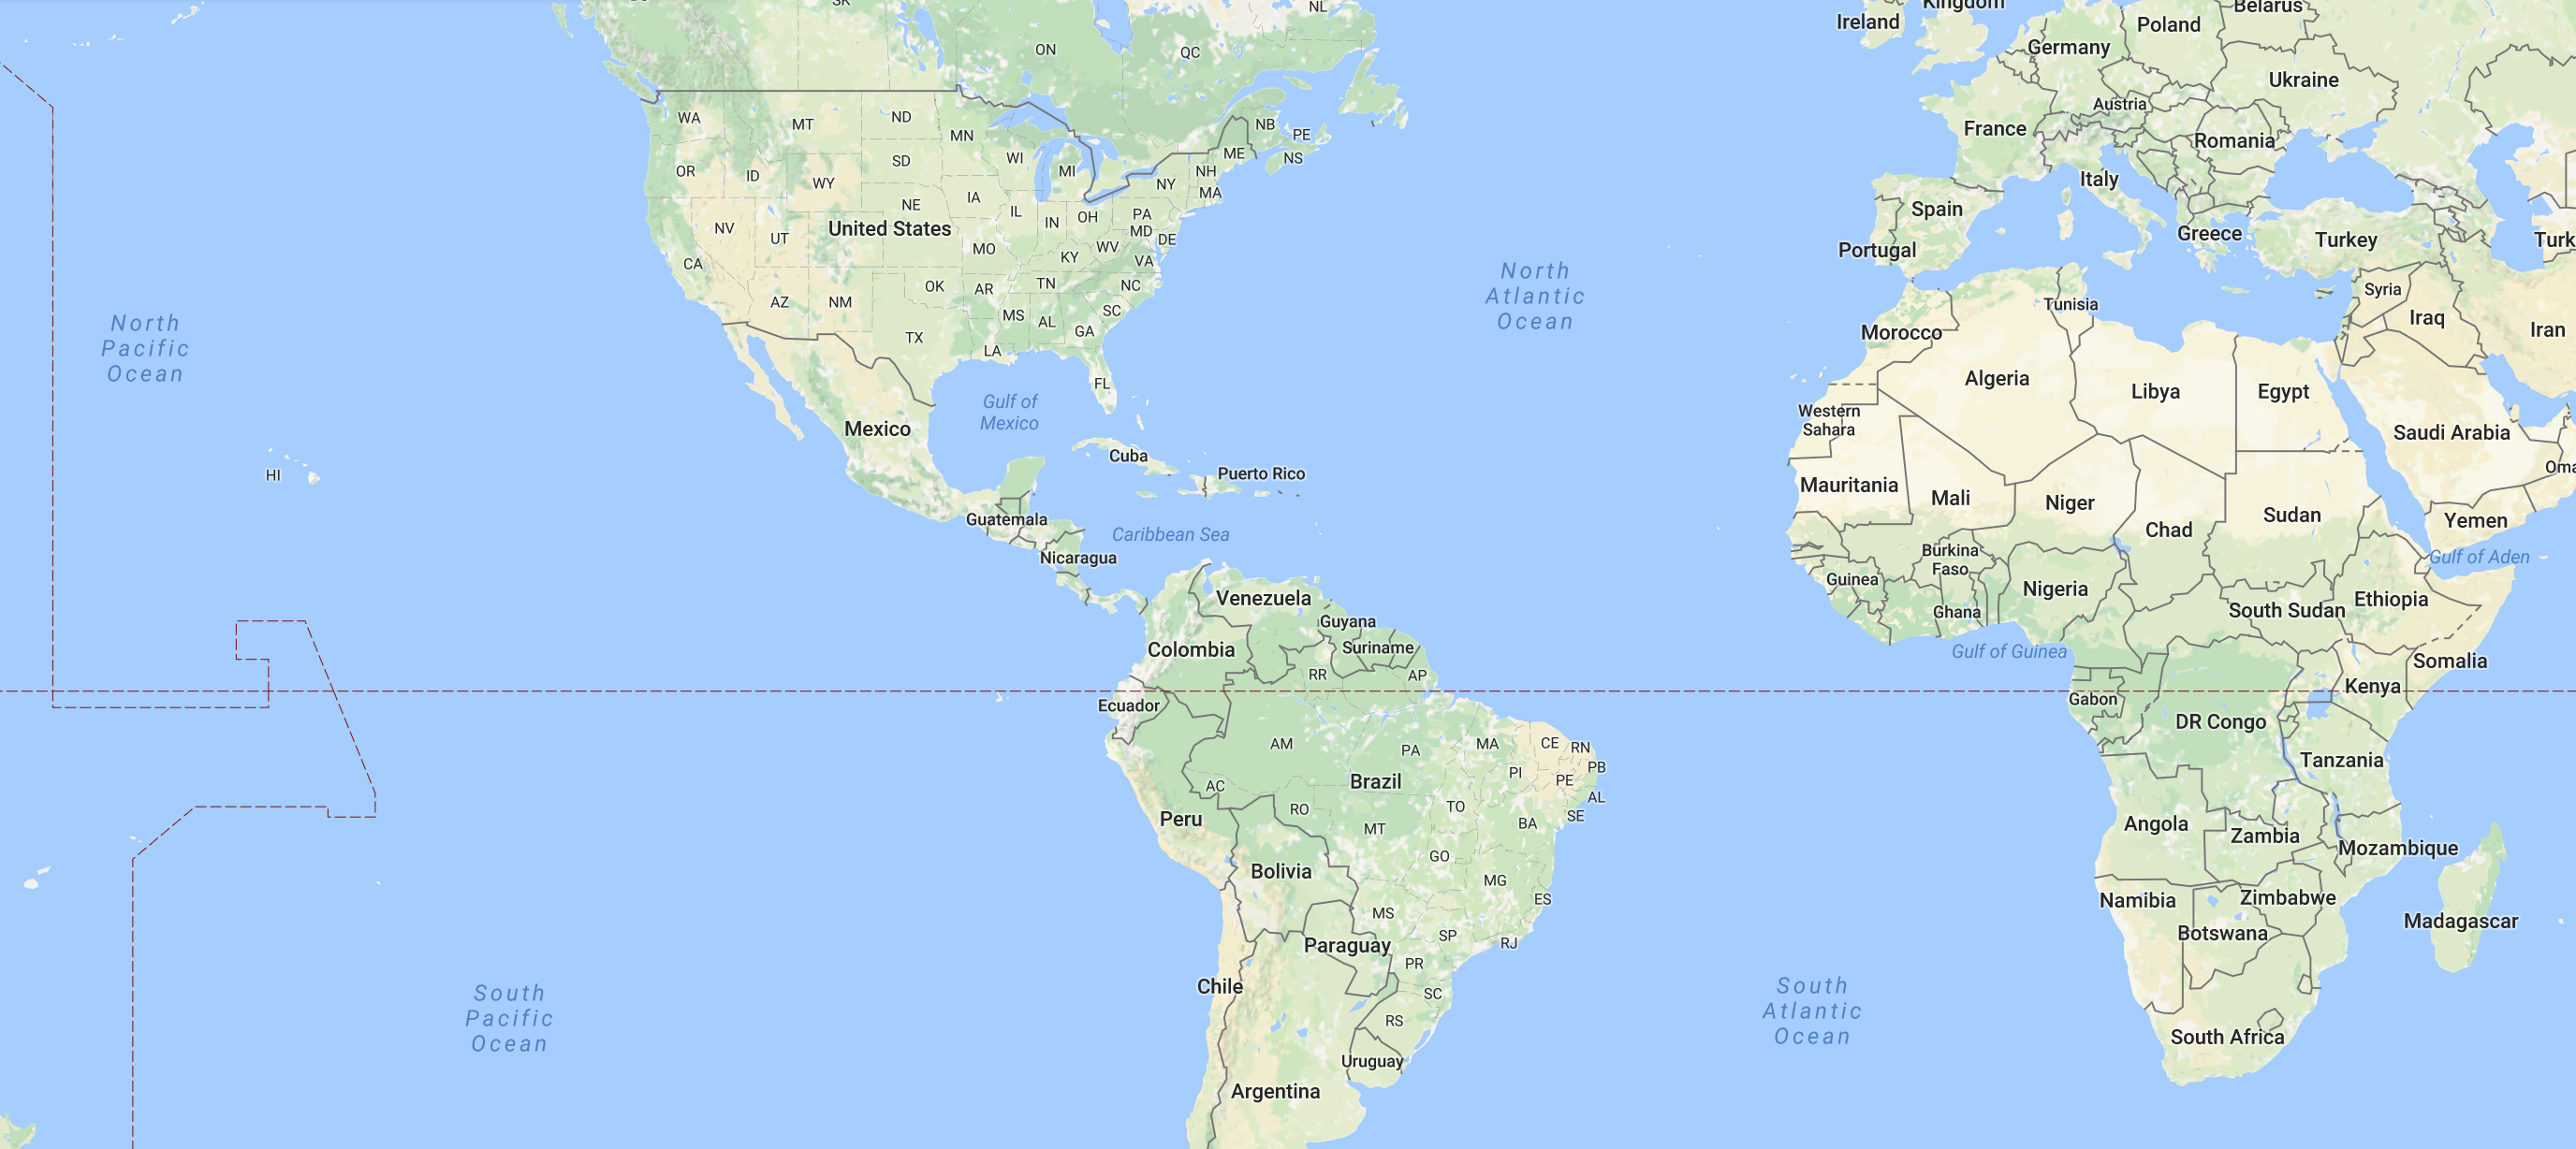 SK
NL
ON
QC
WA
MT
ND
MN
NB
PE
OR
ID
WY
SD
WI
MI
ME
NS
NH
NY
MA
NE
IA
IL
IN
OH
PA
MD
DE
NV
UT
United States
MO
KY
WV
VA
CA
OK
AR
TN
NC
AZ
NM
MS
AL
GA
SC
TX
LA
FL
North
Pacific
Ocean
HI
Gulf of
Mexico
Mexico
Cuba
Puerto Rico
Guatemala
Caribbean Sea
Nicaragua
North
Atlantic
Ocean
Ireland
Kingdom
Belarus
Poland
Germany
Ukraine
Austria
France
Romania
Italy
Spain
Portugal
Greece
Turkey
Turk
Syria
Iraq
Iran
Tunisia
Morocco
Algeria
Libya
Egypt
Western
Sahara
Saudi Arabia
Oma
Mauritania
Mali
Niger
Chad
Sudan
Yemen
Gulf of Aden
Burkina
Faso
Guinea
Nigeria
Ghana
South Sudan
Ethiopia
Gulf of Guinea
Somalia
Gabon
Kenya
DR Congo
Tanzania
Angola
Zambia
Mozambique
Namibia
Zimbabwe
Botswana
Madagascar
South Africa
Venezuela
Guyana
Suriname
Colombia
RR
AP
Ecuador
AM
PA
MA
CE
RN
PB
PI
PE
AL
SE
Brazil
AC
RO
TO
BA
Peru
MT
GO
Bolivia
MG
ES
MS
SP
RJ
Paraguay
PR
SC
Chile
RS
Uruguay
Argentina
South
Pacific
Ocean
South
Atlantic
Ocean